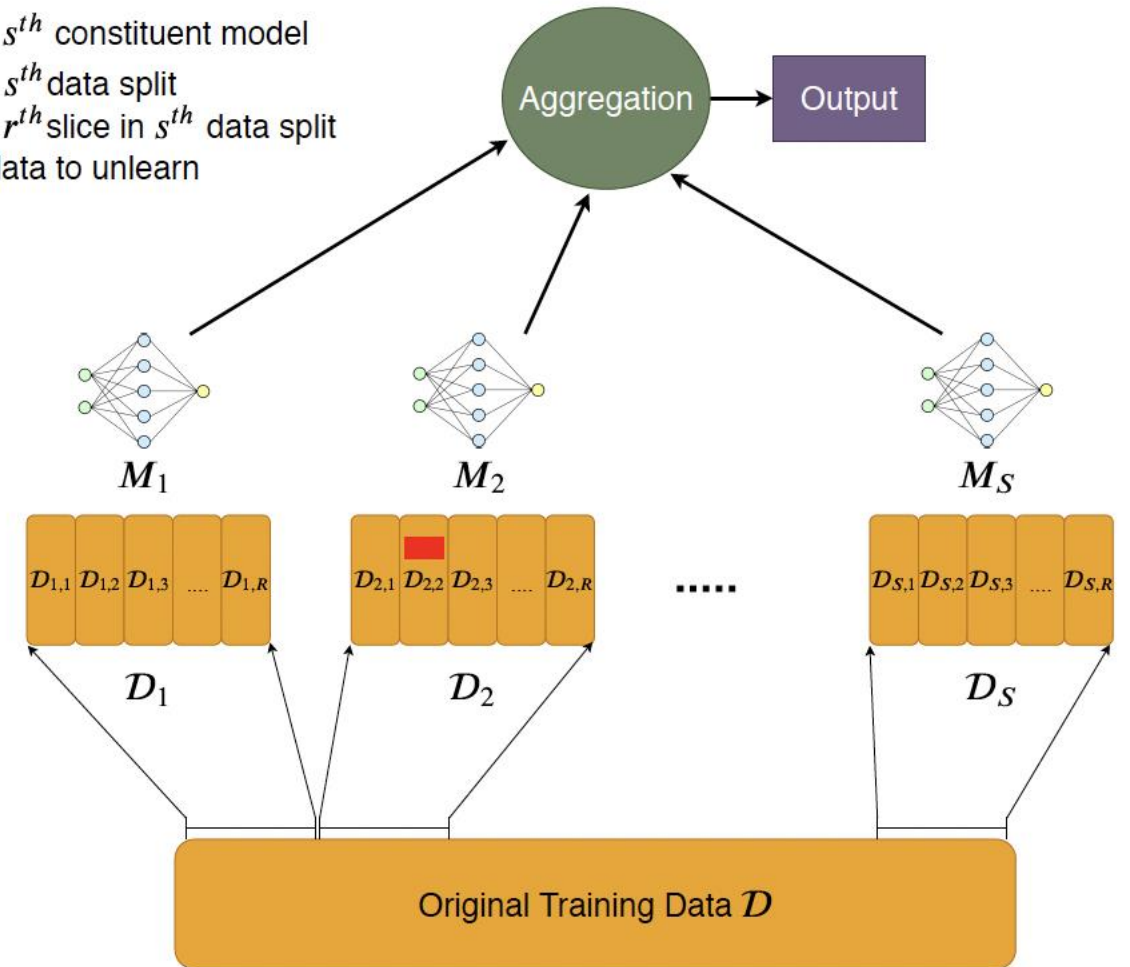 s^th constituent model
s^th data split
r^th slice in s^th data split
to unlearn
Aggregation
Output
M_1
M_2
M_S
D_1,1 D_1,2 D_1,3 .... D_1,R
D_2,1 D_2,2 D_2,3 .... D_2,R
.....
D_S,1 D_S,2 D_S,3 .... D_S,R
D_1
D_2
D_S
Original Training Data D